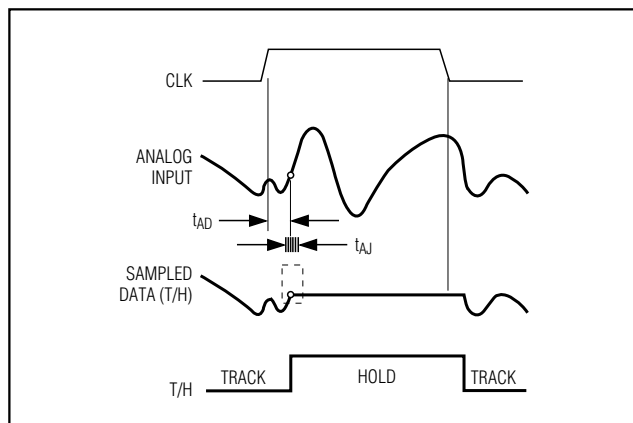 CLK
ANALOG
INPUT
tAD
tAJ
SAMPLED
DATA (T/H)
TRACK
HOLD
TRACK
T/H